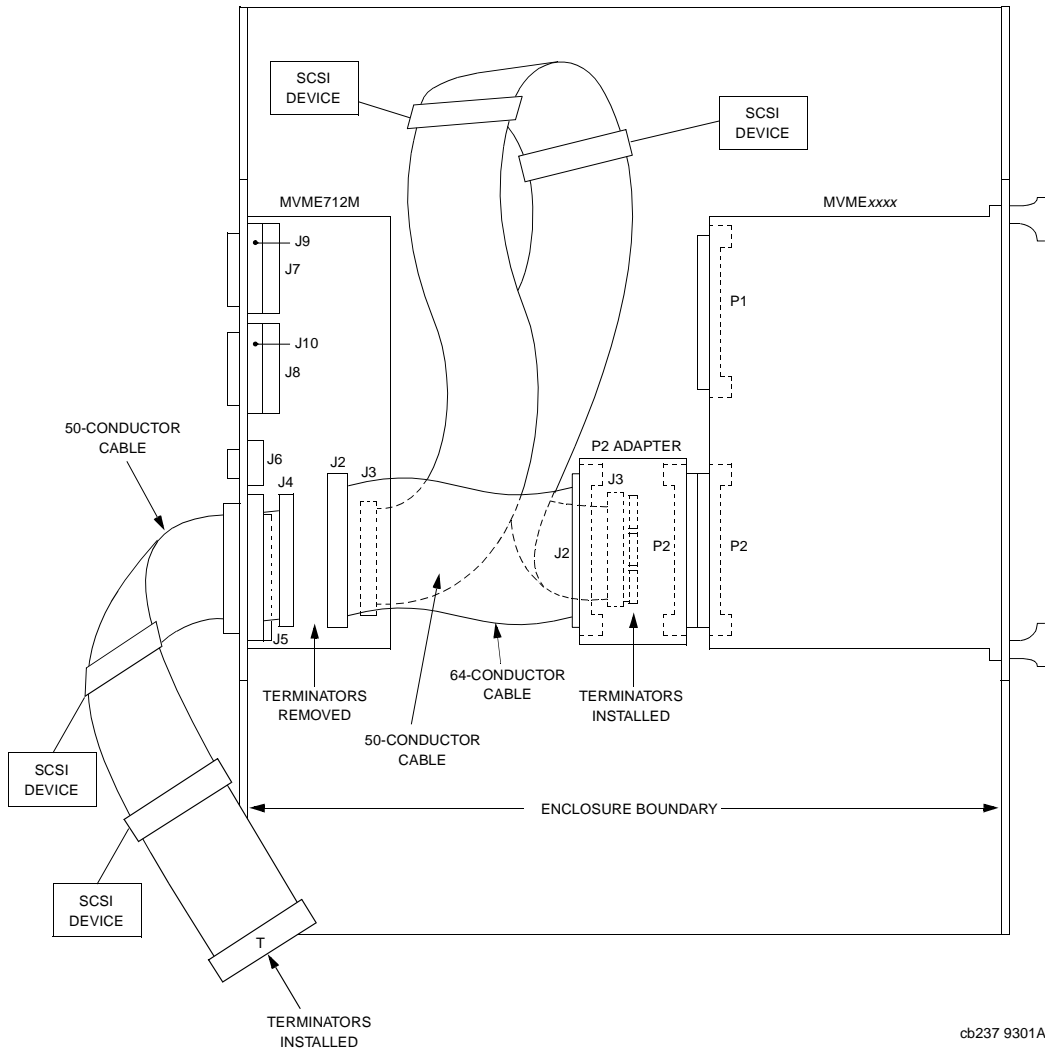 SCSI
DEVICE
SCSI
DEVICE
MVME712M
MVMExxxx
J9
J7
P1
J10
J8
50-CONDUCTOR
CABLE
P2 ADAPTER
J6
J4
J2
J3
J3
J2
P2
P2
J5
64-CONDUCTOR
CABLE
TERMINATORS
REMOVED
TERMINATORS
INSTALLED
50-CONDUCTOR
CABLE
SCSI
DEVICE
ENCLOSURE BOUNDARY
SCSI
DEVICE
T
TERMINATORS
INSTALLED
cb237 9301A